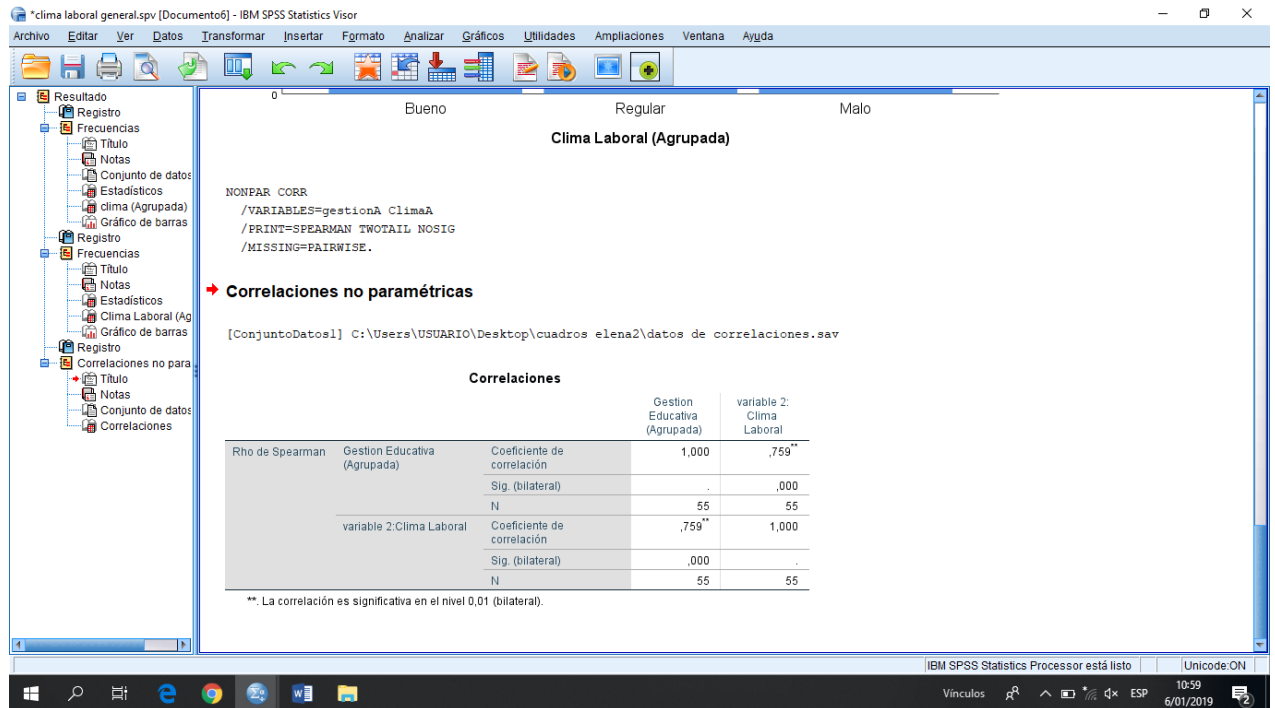 *clima laboral general.spv [Documento6] - IBM SPSS Statistics Visor
Archivo Editar Ver Datos Transformar Insertar Formato Analizar Gráficos Utilidades Ampliaciones Ventana Ayuda
Resultado
Registro
Frecuencias
Título
Notas
Conjunto de datos
Estadísticos
clima (Agrupada)
Gráfico de barras
Registro
Frecuencias
Título
Notas
Estadísticos
Clima Laboral (Ag
Gráfico de barras
Registro
Correlaciones no para
Título
Notas
Conjunto de datos
Correlaciones
0
Bueno Regular Malo
Clima Laboral (Agrupada)
NONPAR CORR
/VARIABLES=gestionA ClimaA
/PRINT=SPEARMAN TWOTAIL NOSIG
/MISSING=PAIRWISE.
Correlaciones no paramétricas
[ConjuntoDatos1] C:\Users\USUARIO\Desktop\cuadros elena2\datos de correlaciones.sav
Correlaciones
Gestion Educativa (Agrupada) variable 2: Clima Laboral
Rho de Spearman Gestion Educativa (Agrupada) Coeficiente de correlación 1,000 ,759**
Sig. (bilateral) . ,000
N 55 55
variable 2:Clima Laboral Coeficiente de correlación ,759** 1,000
Sig. (bilateral) ,000 .
N 55 55
**. La correlación es significativa en el nivel 0,01 (bilateral).
IBM SPSS Statistics Processor está listo Unicode:ON
Vínculos ESP 10:59
6/01/2019
2